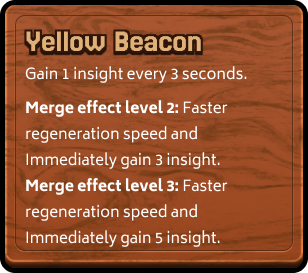 Yellow Beacon
Gain 1 insight every 3 seconds.
Merge effect level 2: Faster
regeneration speed and
Immediately gain 3 insight.
Merge effect level 3: Faster
regeneration speed and
Immediately gain 5 insight.